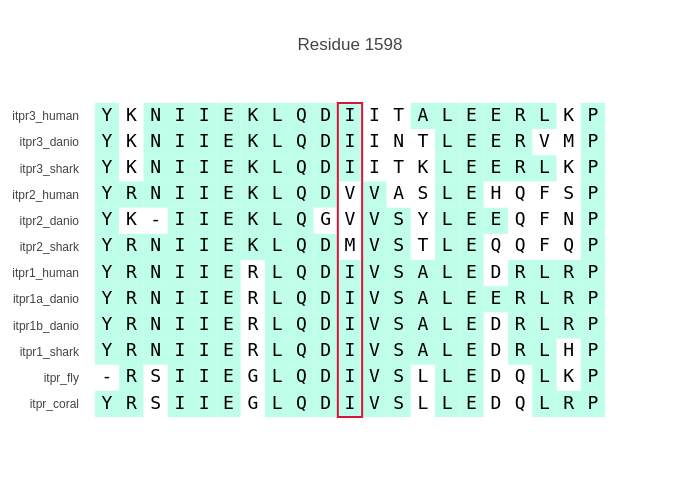 Residue 1598
itpr3_human Y K N I I E K L Q D I I T A L E E R L K P
itpr3_danio Y K N I I E K L Q D I I N T L E E R V M P
itpr3_shark Y K N I I E K L Q D I I T K L E E R L K P
itpr2_human Y R N I I E K L Q D V V A S L E H Q F S P
itpr2_danio Y K - I I E K L Q G V V S Y L E E Q F N P
itpr2_shark Y R N I I E K L Q D M V S T L E Q Q F Q P
itpr1_human Y R N I I E R L Q D I V S A L E D R L R P
itpr1a_danio Y R N I I E R L Q D I V S A L E E R L R P
itpr1b_danio Y R N I I E R L Q D I V S A L E D R L R P
itpr1_shark Y R N I I E R L Q D I V S A L E D R L H P
itpr_fly - R S I I E G L Q D I V S L L E D Q L K P
itpr_coral Y R S I I E G L Q D I V S L L E D Q L R P